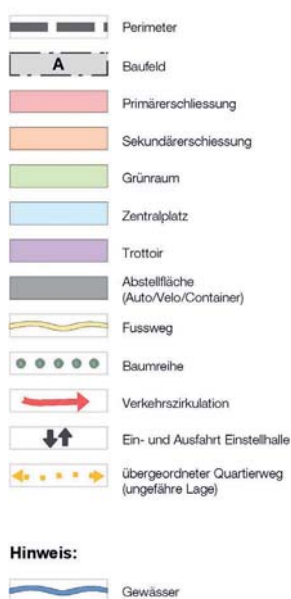 Perimeter
A
Baufeld
Primärerschliessung
Sekundärerschiessung
Grünraum
Zentralplatz
Trottoir
Abstellfläche
(Auto/Velo/Container)
Fussweg
Baumreihe
Verkehrszirkulation
Ein- und Ausfahrt Einstellhalle
übergeordneter Quartierweg
(ungefähre Lage)
Hinweis:
Gewässer